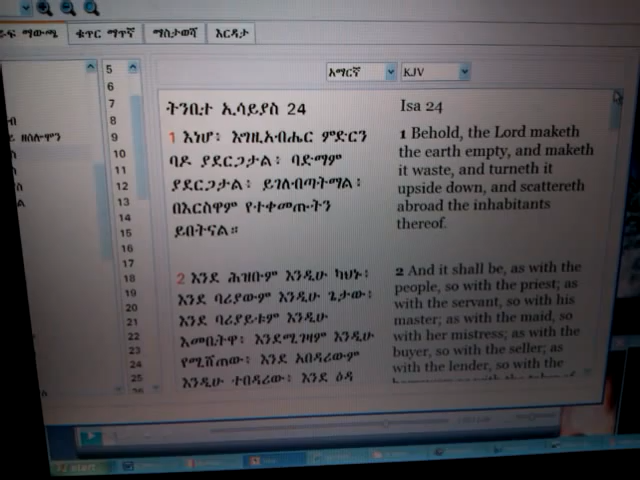 ቁጥር ማጥኛ
ማስታወሻ
እርዳታ
አማርኛ
KJV
5
6
7
8
9
10
11
12
13
14
15
16
17
18
19
20
21
22
23
24
25
ትንቢተ ኢሳይያስ 24
1 እነሆ፥ እግዚአብሔር ምድርን
ባዶ ያደርጋታል፥ ባድማም
ያደርጋታል፥ ይገለብጣትማል፥
በእርስዋም የተቀመጡትን
ይበትናል።
2 እንደ ሕዝቡም እንዲሁ ካህኑ፥
እንደ ባሪያውም እንዲሁ ጌታው፥
እንደ ባሪያይቱም እንዲሁ
እመቤትዋ፥ እንደሚገዛም እንዲሁ
የሚሸጠው፥ እንደ አበዳሪውም
እንዲሁ ተበዳሪው፥ እንደ ዕዳ
Isa 24
1 Behold, the Lord maketh
the earth empty, and maketh
it waste, and turneth it
upside down, and scattereth
abroad the inhabitants
thereof.
2 And it shall be, as with the
people, so with the priest; as
with the servant, so with his
master; as with the maid, so
with her mistress; as with the
buyer, so with the seller; as
with the lender, so with the
start